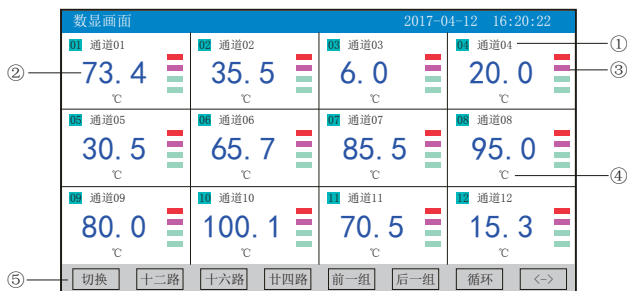 数显画面 2017-04-12 16:20:22
01 通道01 02 通道02 03 通道03 04 通道04 ①
② 73.4 35.5 6.0 20.0 ③
℃ ℃ ℃ ℃
05 通道05 06 通道06 07 通道07 08 通道08
30.5 65.7 85.5 95.0
℃ ℃ ℃ ℃ ④
09 通道09 10 通道10 11 通道11 12 通道12
80.0 100.1 70.5 15.3
℃ ℃ ℃ ℃
⑤ 切换 十二路 十六路 廿四路 前一组 后一组 循环 <->